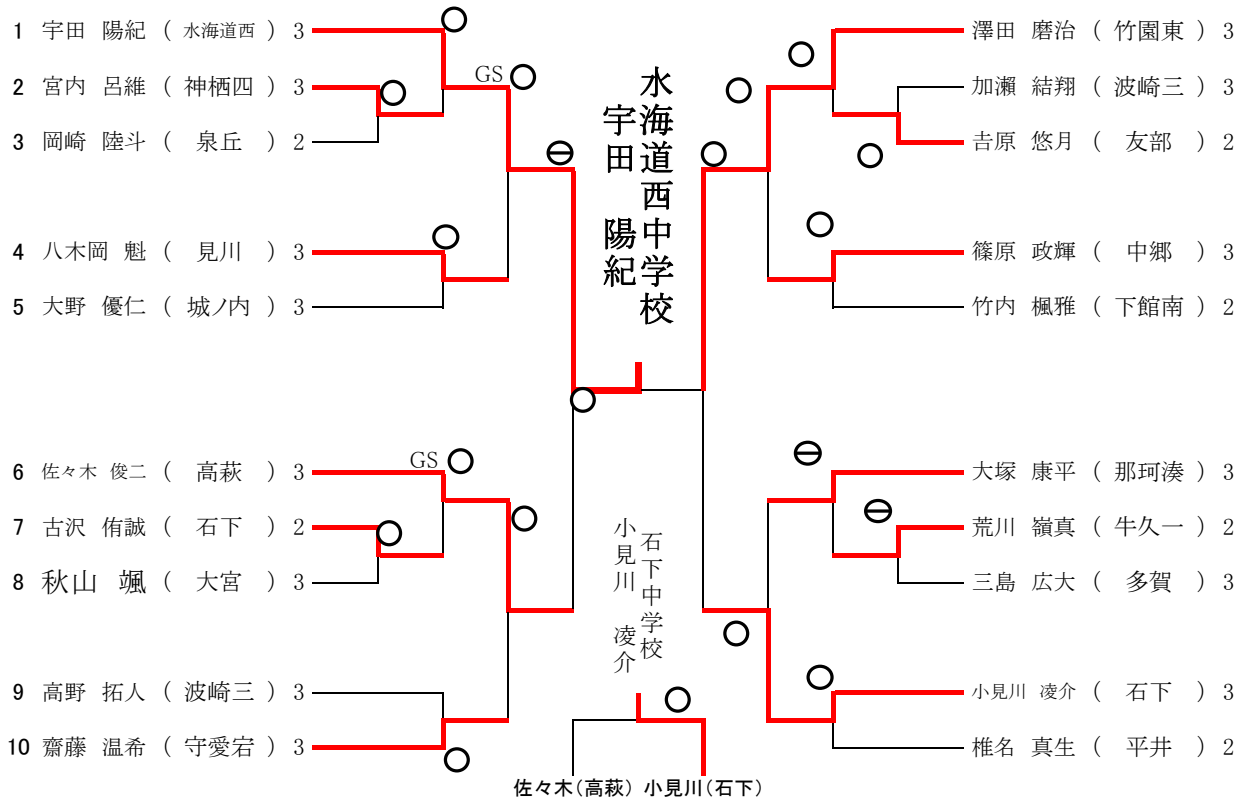 1 宇田 陽紀 ( 水海道西 ) 3
2 宮内 呂維 ( 神栖四 ) 3
3 岡崎 陸斗 ( 泉丘 ) 2
4 八木岡 魁 ( 見川 ) 3
5 大野 優仁 ( 城ノ内 ) 3
6 佐々木 俊二 ( 高萩 ) 3
7 古沢 侑誠 ( 石下 ) 2
8 秋山 颯 ( 大宮 ) 3
9 高野 拓人 ( 波崎三 ) 3
10 齋藤 温希 ( 守愛宕 ) 3
GS
GS
水海道西中学校
宇田 陽紀
石下中学校
小見川 凌介
佐々木(高萩) 小見川(石下)
澤田 磨治 ( 竹園東 ) 3
加瀬 結翔 ( 波崎三 ) 3
𠮷原 悠月 ( 友部 ) 2
篠原 政輝 ( 中郷 ) 3
竹内 楓雅 ( 下館南 ) 2
大塚 康平 ( 那珂湊 ) 3
荒川 嶺真 ( 牛久一 ) 2
三島 広大 ( 多賀 ) 3
小見川 凌介 ( 石下 ) 3
椎名 真生 ( 平井 ) 2